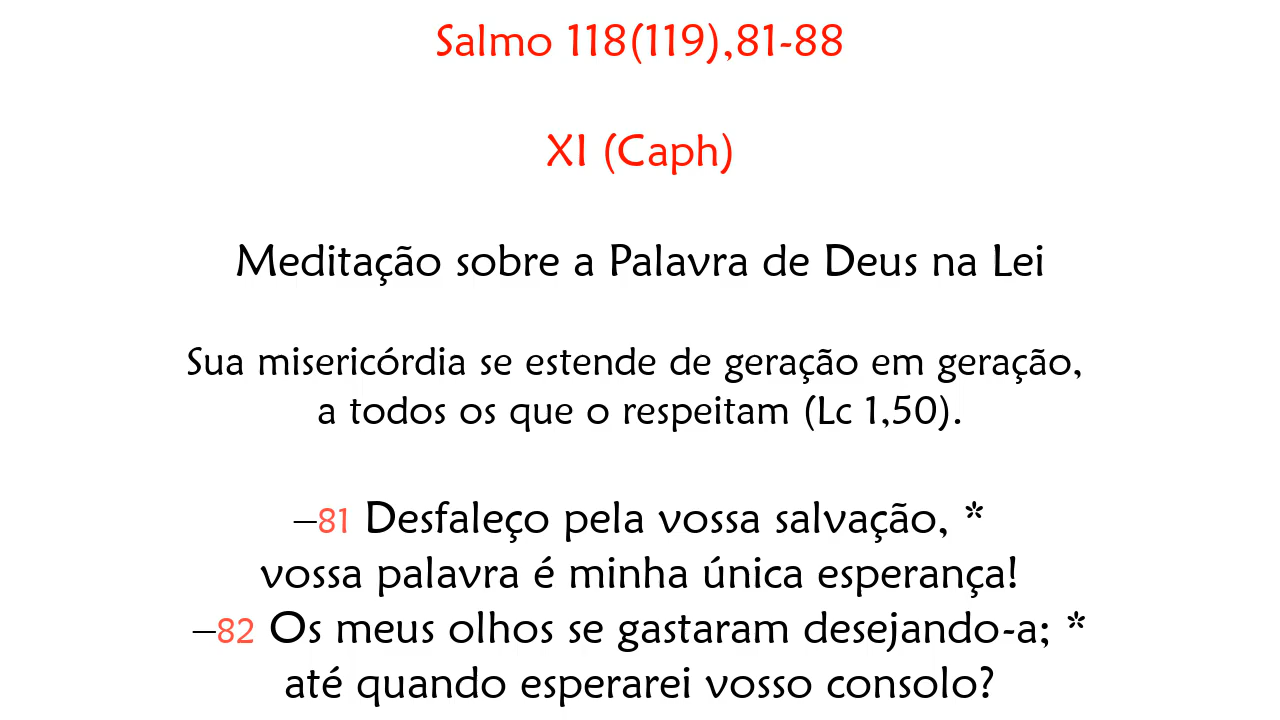 Salmo 118(119),81-88
XI (Caph)
Meditação sobre a Palavra de Deus na Lei
Sua misericórdia se estende de geração em geração,
a todos os que o respeitam (Lc 1,50).
–81 Desfaleço pela vossa salvação, *
vossa palavra é minha única esperança!
–82 Os meus olhos se gastaram desejando-a; *
até quando esperarei vosso consolo?